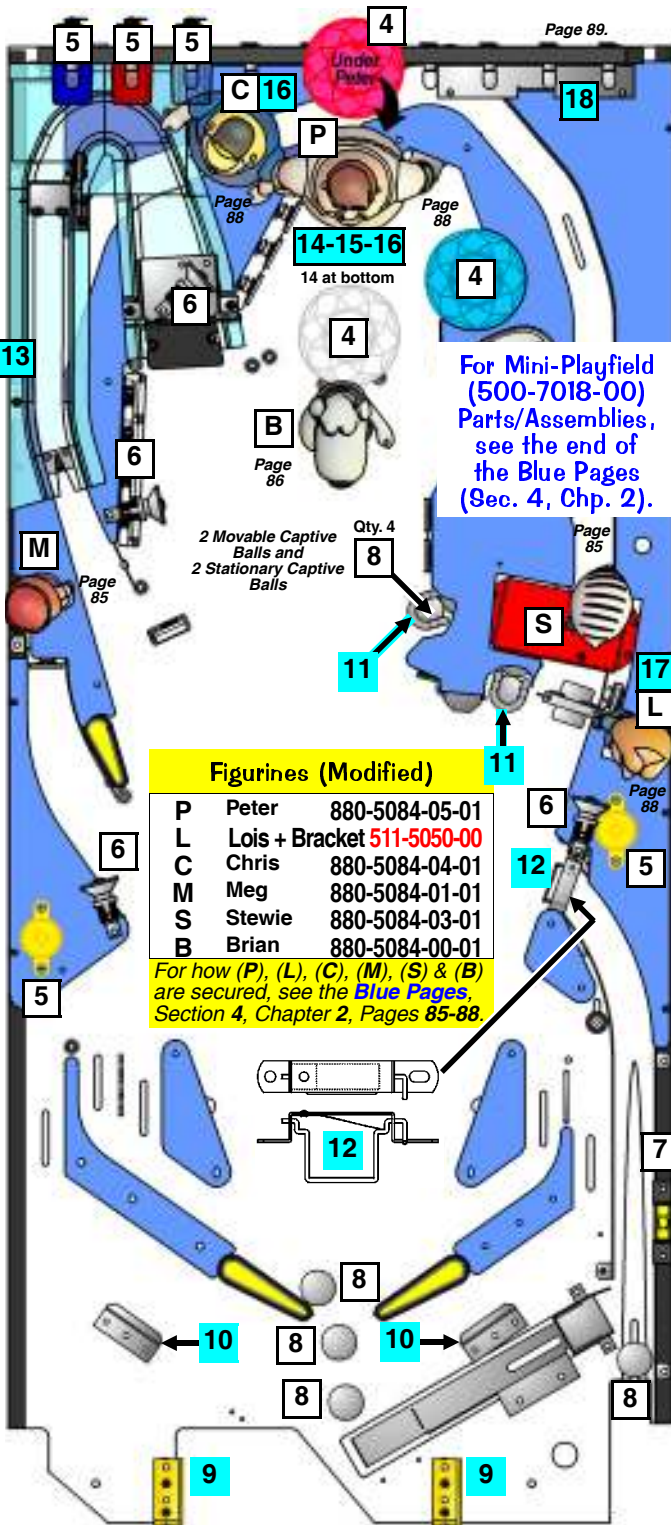 4
Page 89.
5 5 5
Under
Peter
C 16
18
P
Page
88
Page
88
14-15-16
14 at bottom
4
6
4
13
For Mini-Playfield
(500-7018-00)
Parts/Assemblies,
see the end of
the Blue Pages
(Sec. 4, Chp. 2).
B
6
Page
86
2 Movable Captive
Balls and
2 Stationary Captive
Balls
Qty. 4
8
Page
85
M
Page
85
S
11
17
L
11
Page
88
Figurines (Modified)
P Peter 880-5084-05-01
L Lois + Bracket 511-5050-00
C Chris 880-5084-04-01
M Meg 880-5084-01-01
S Stewie 880-5084-03-01
B Brian 880-5084-00-01
For how (P), (L), (C), (M), (S) & (B)
are secured, see the Blue Pages,
Section 4, Chapter 2, Pages 85-88.
6
6
12
5
5
12
7
8
10
8
10
8
8
9
9